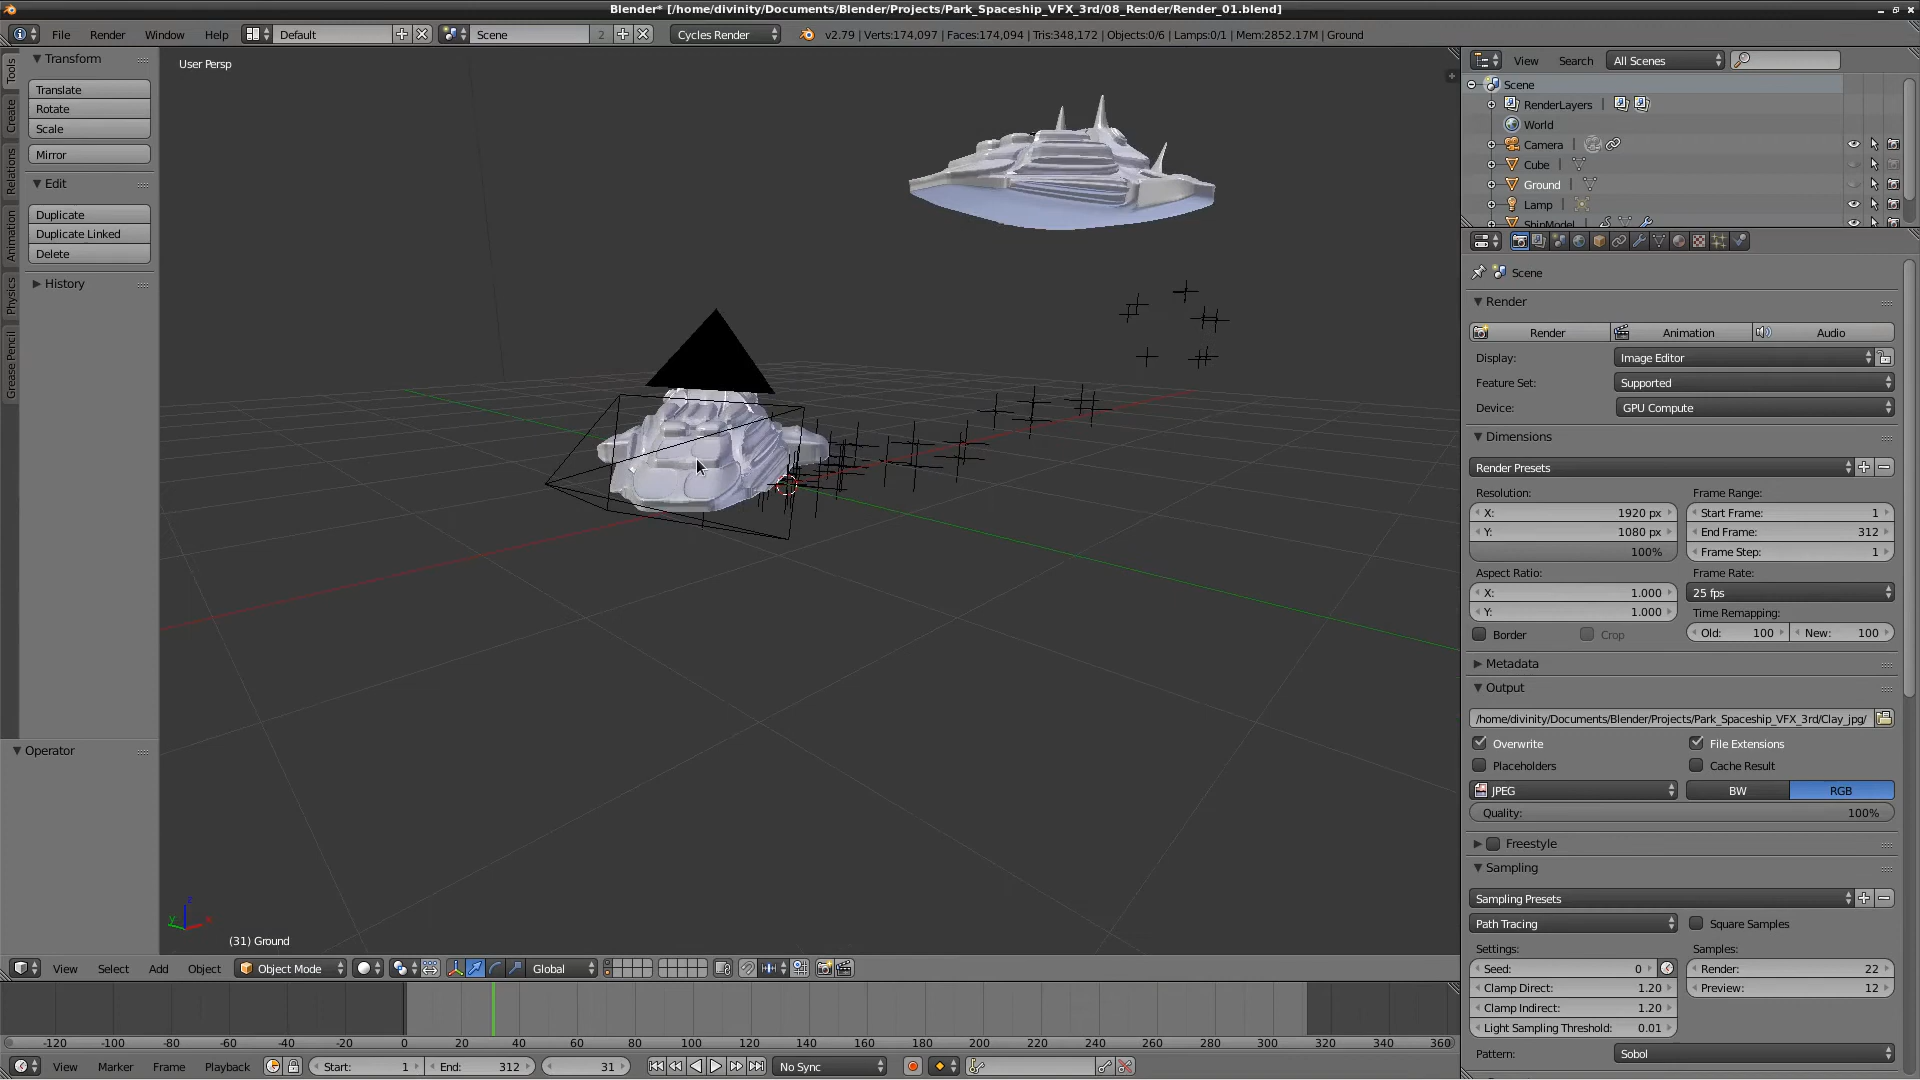 Blender* [/home/divinity/Documents/Blender/Projects/Park_Spaceship_VFX_3rd/08_Render/Render_01.blend]
File Render Window Help Default Scene 2 Cycles Render v2.79 | Verts:174,097 | Faces:174,094 | Tris:348,172 | Objects:0/6 | Lamps:0/1 | Mem:2852.17M | Ground
Tools
Create
Relations
Animation
Physics
Grease Pencil
Transform
Translate
Rotate
Scale
Mirror
Edit
Duplicate
Duplicate Linked
Delete
History
Operator
User Persp
(31) Ground
View Select Add Object Object Mode Global
-120 -100 -80 -60 -40 -20 0 20 40 60 80 100 120 140 160 180 200 220 240 260 280 300 320 340 360
View Marker Frame Playback Start: 1 End: 312 31 No Sync
View Search All Scenes
Scene
RenderLayers
World
Camera
Cube
Ground
Lamp
ShipModel
Scene
Render
Render Animation Audio
Display: Image Editor
Feature Set: Supported
Device: GPU Compute
Dimensions
Render Presets
Resolution: Frame Range:
X: 1920 px Start Frame: 1
Y: 1080 px End Frame: 312
100% Frame Step: 1
Aspect Ratio: Frame Rate:
X: 1.000 25 fps
Y: 1.000 Time Remapping:
Border Crop Old: 100 New: 100
Metadata
Output
/home/divinity/Documents/Blender/Projects/Park_Spaceship_VFX_3rd/Clay_jpg/
Overwrite File Extensions
Placeholders Cache Result
JPEG BW RGB
Quality: 100%
Freestyle
Sampling
Sampling Presets
Path Tracing Square Samples
Settings: Samples:
Seed: 0 Render: 22
Clamp Direct: 1.20 Preview: 12
Clamp Indirect: 1.20
Light Sampling Threshold: 0.01
Pattern: Sobol